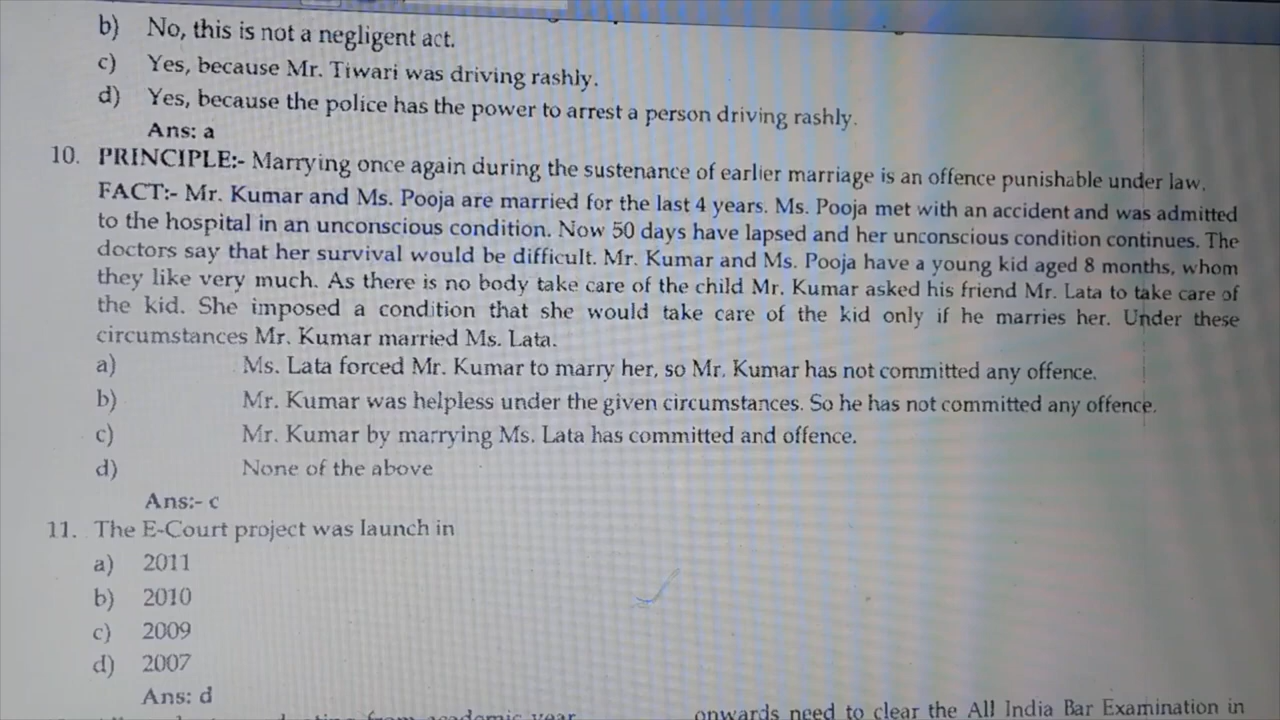 b) No, this is not a negligent act.
c) Yes, because Mr. Tiwari was driving rashly.
d) Yes, because the police has the power to arrest a person driving rashly.
Ans: a
10. PRINCIPLE:- Marrying once again during the sustenance of earlier marriage is an offence punishable under law.
FACT:- Mr. Kumar and Ms. Pooja are married for the last 4 years. Ms. Pooja met with an accident and was admitted
to the hospital in an unconscious condition. Now 50 days have lapsed and her unconscious condition continues. The
doctors say that her survival would be difficult. Mr. Kumar and Ms. Pooja have a young kid aged 8 months, whom
they like very much. As there is no body take care of the child Mr. Kumar asked his friend Mr. Lata to take care of
the kid. She imposed a condition that she would take care of the kid only if he marries her. Under these
circumstances Mr. Kumar married Ms. Lata.
a) Ms. Lata forced Mr. Kumar to marry her, so Mr. Kumar has not committed any offence.
b) Mr. Kumar was helpless under the given circumstances. So he has not committed any offence.
c) Mr. Kumar by marrying Ms. Lata has committed and offence.
d) None of the above
Ans:- c
11. The E-Court project was launch in
a) 2011
b) 2010
c) 2009
d) 2007
Ans: d
from academic year onwards need to clear the All India Bar Examination in